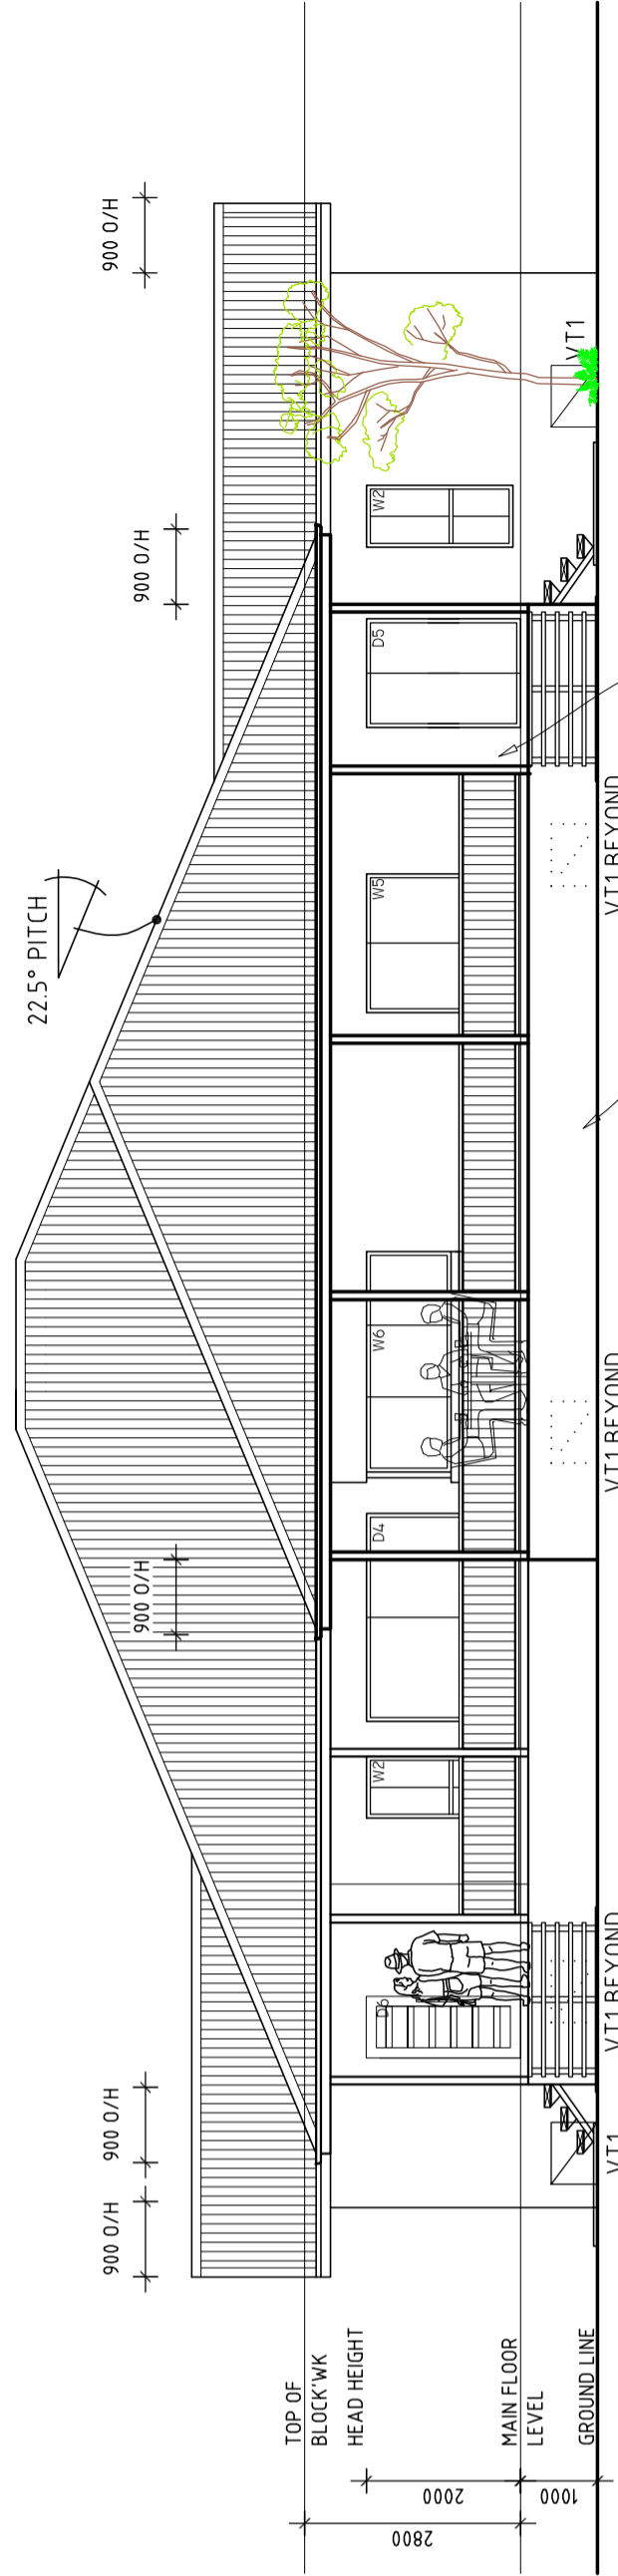 22.5° PITCH
900 O/H
900 O/H
900 O/H
900 O/H
900 O/H
TOP OF
BLOCK'WK
HEAD HEIGHT
MAIN FLOOR
LEVEL
GROUND LINE
2800
2000
1000
D6
W2
D4
W6
W5
D5
W2
VT1
VT1 BEYOND
VT1 BEYOND
VT1 BEYOND
VT1